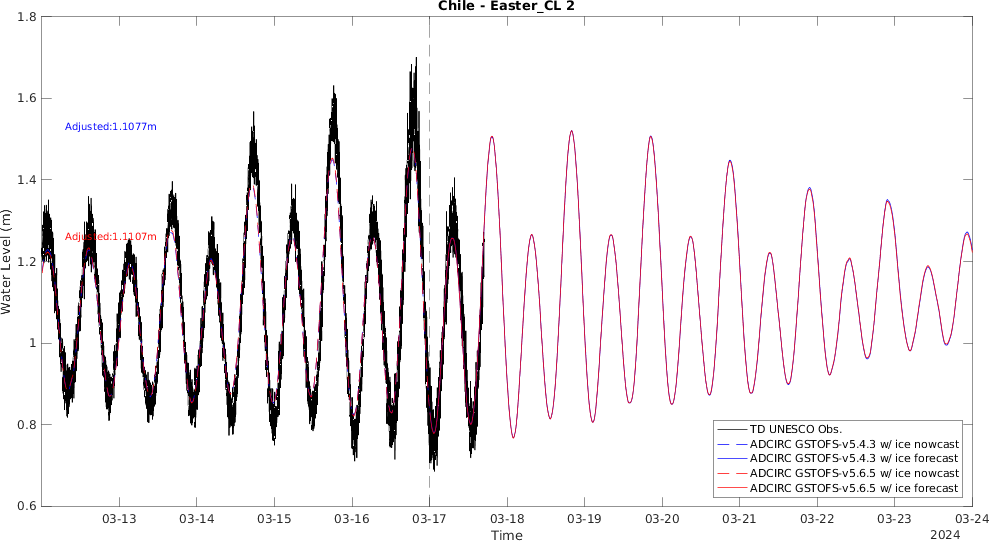 Chile - Easter_CL 2
1.8
1.6
1.4
1.2
1
0.8
0.6
Water Level (m)
Adjusted:1.1077m
Adjusted:1.1107m
TD UNESCO Obs.
ADCIRC GSTOFS-v5.4.3 w/ ice nowcast
ADCIRC GSTOFS-v5.4.3 w/ ice forecast
ADCIRC GSTOFS-v5.6.5 w/ ice nowcast
ADCIRC GSTOFS-v5.6.5 w/ ice forecast
03-13 03-14 03-15 03-16 03-17 03-18 03-19 03-20 03-21 03-22 03-23 03-24
Time
2024